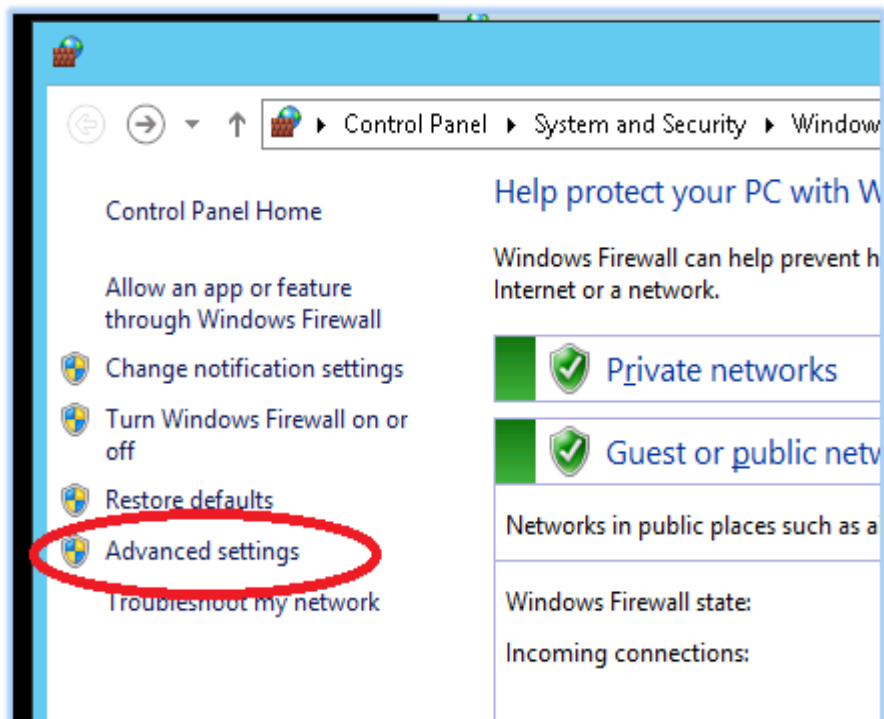 Control Panel System and Security Window
Control Panel Home
Allow an app or feature
through Windows Firewall
Change notification settings
Turn Windows Firewall on or
off
Restore defaults
Advanced settings
Troubleshoot my network
Help protect your PC with W
Windows Firewall can help prevent h
Internet or a network.
Private networks
Guest or public netw
Networks in public places such as a
Windows Firewall state:
Incoming connections: